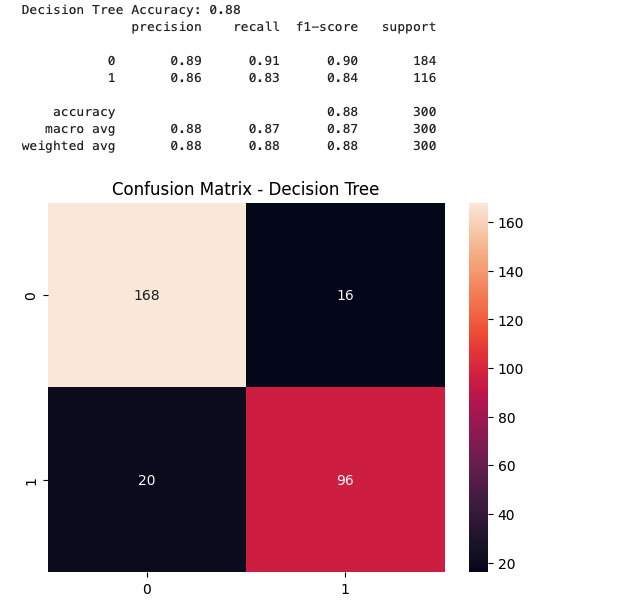 Decision Tree Accuracy: 0.88
precision recall f1-score support
0 0.89 0.91 0.90 184
1 0.86 0.83 0.84 116
accuracy 0.88 300
macro avg 0.88 0.87 0.87 300
weighted avg 0.88 0.88 0.88 300
Confusion Matrix - Decision Tree
160
140
120
100
80
60
40
20
0
168 16
1
20 96
0 1